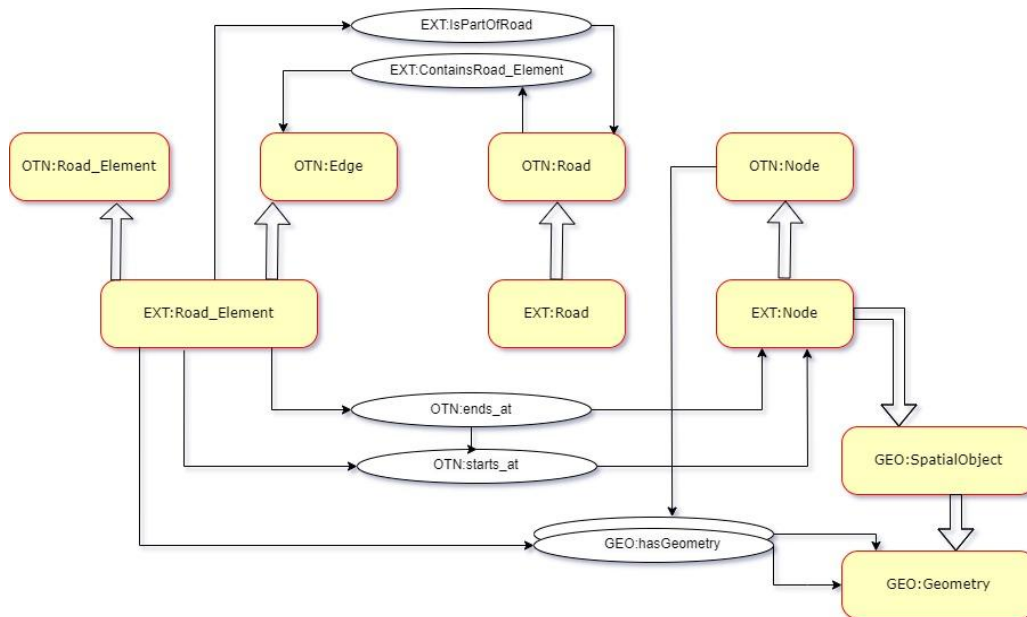 EXT:IsPartOfRoad
EXT:ContainsRoad_Element
OTN:Road_Element
OTN:Edge
OTN:Road
OTN:Node
EXT:Road_Element
EXT:Road
EXT:Node
OTN:ends_at
OTN:starts_at
GEO:SpatialObject
GEO:hasGeometry
GEO:Geometry